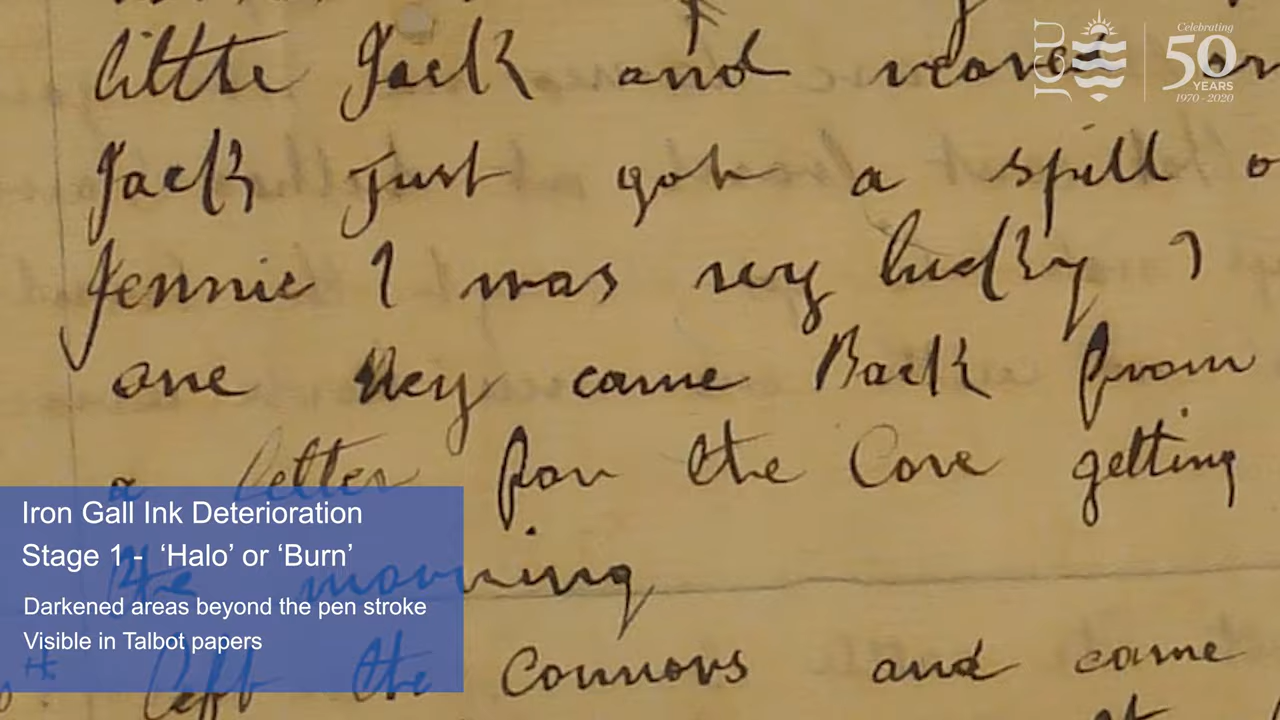 little Jack and
Jack just got a spill
Jennie I was very lucky I
one they came Back from
a letter for the Core getting
the morning
left the Connors and came
JCU
Celebrating
50
YEARS
1970 - 2020
Iron Gall Ink Deterioration
Stage 1 - ‘Halo’ or ‘Burn’
Darkened areas beyond the pen stroke
Visible in Talbot papers